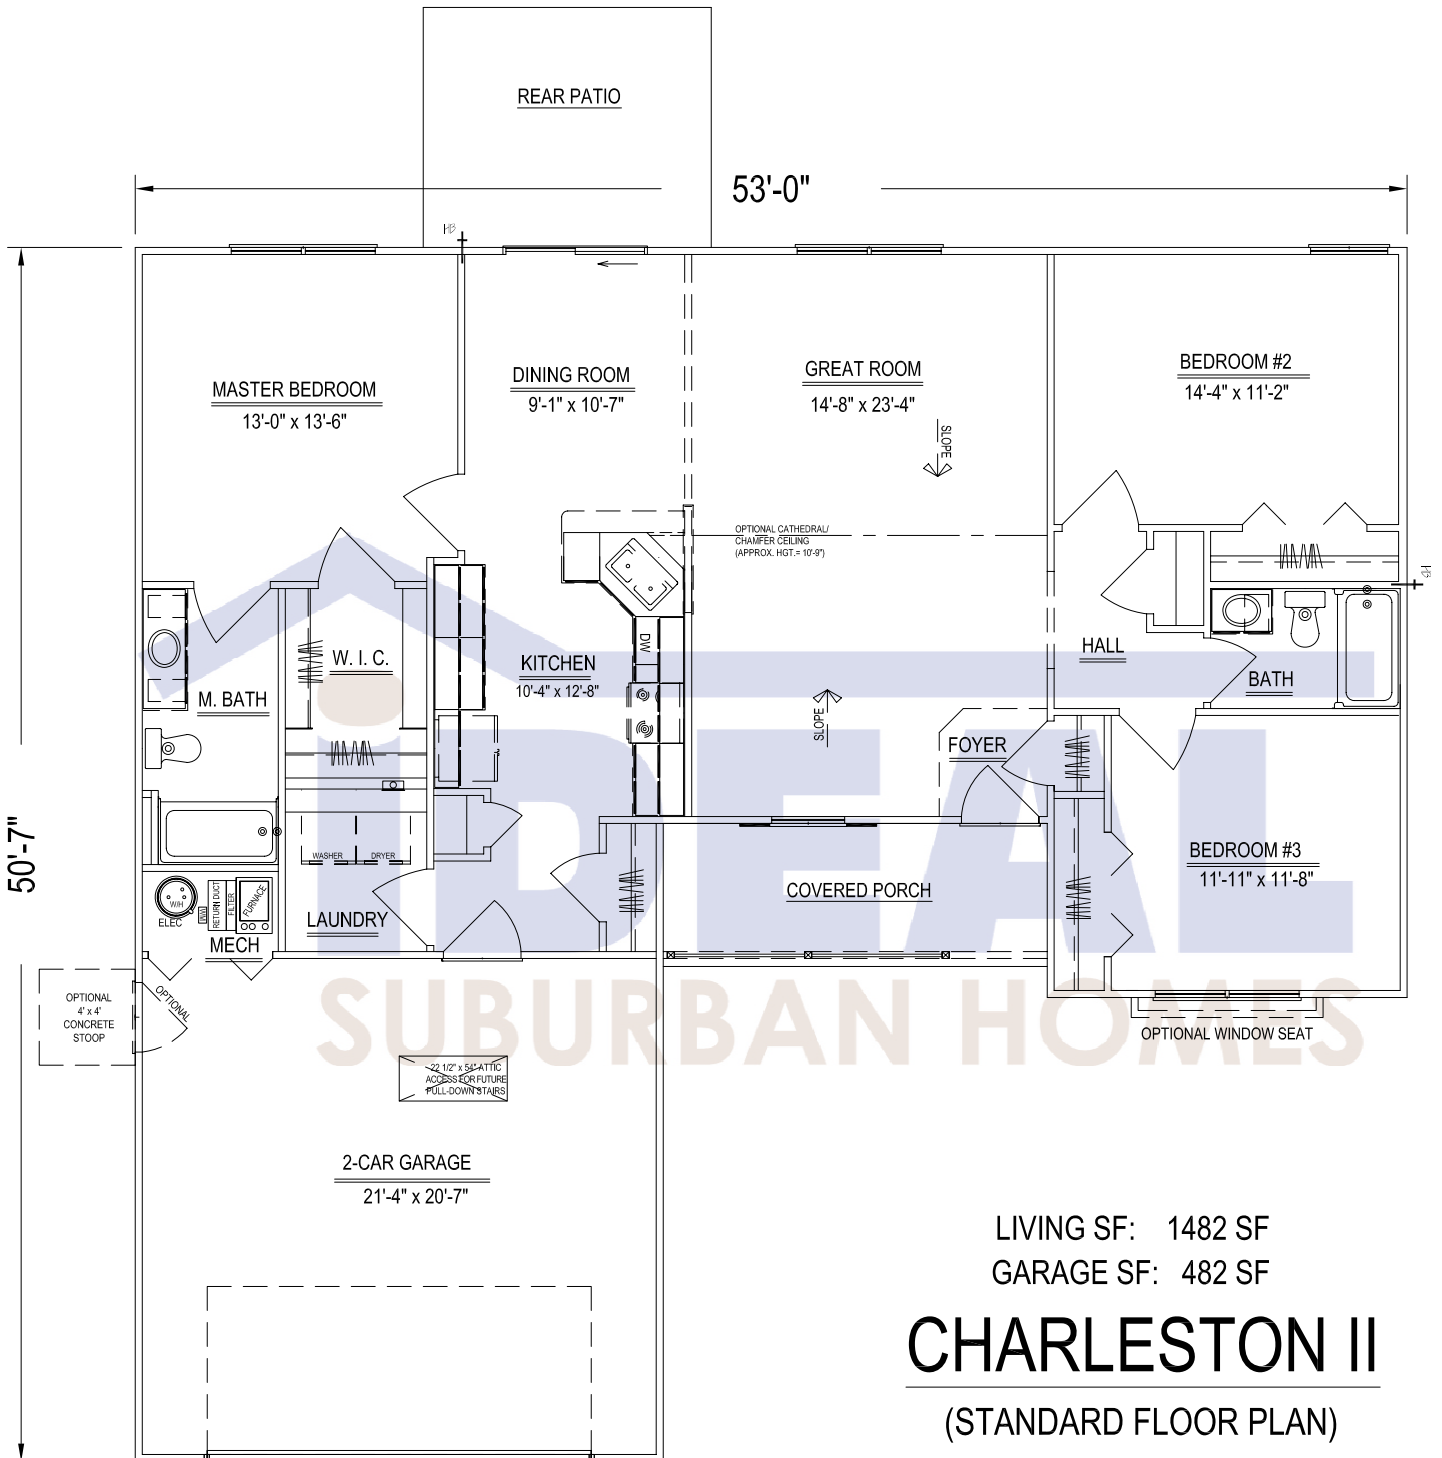 REAR PATIO
53'-0"
HB
MASTER BEDROOM
13'-0" x 13'-6"
DINING ROOM
9'-1" x 10'-7"
GREAT ROOM
14'-8" x 23'-4"
BEDROOM #2
14'-4" x 11'-2"
SLOPE
OPTIONAL CATHEDRAL/
CHAMFER CEILING
(APPROX. HGT.= 10'-9")
HB
DW
W. I. C.
KITCHEN
10'-4" x 12'-8"
HALL
BATH
M. BATH
SLOPE
FOYER
50'-7"
WASHER
DRYER
BEDROOM #3
11'-11" x 11'-8"
COVERED PORCH
W/H
ELEC
RETURN DUCT
FILTER
FURNACE
MECH
LAUNDRY
iDEAL
SUBURBAN HOMES
OPTIONAL
4' x 4'
CONCRETE
STOOP
OPTIONAL
OPTIONAL WINDOW SEAT
22 1/2" x 54" ATTIC
ACCESS FOR FUTURE
PULL-DOWN STAIRS
2-CAR GARAGE
21'-4" x 20'-7"
LIVING SF: 1482 SF
GARAGE SF: 482 SF
CHARLESTON II
(STANDARD FLOOR PLAN)